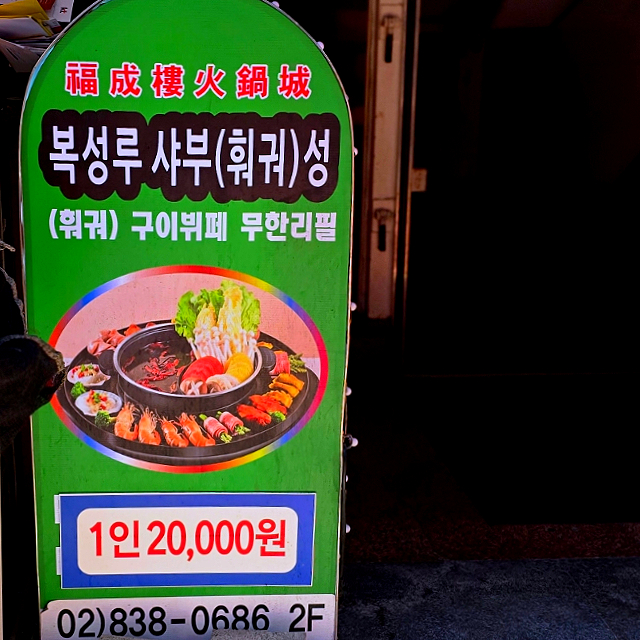 福成樓火鍋城
복성루 샤부(훠궈)성
(훠궈) 구이뷔페 무한리필
1인 20,000원
02)838-0686 2F